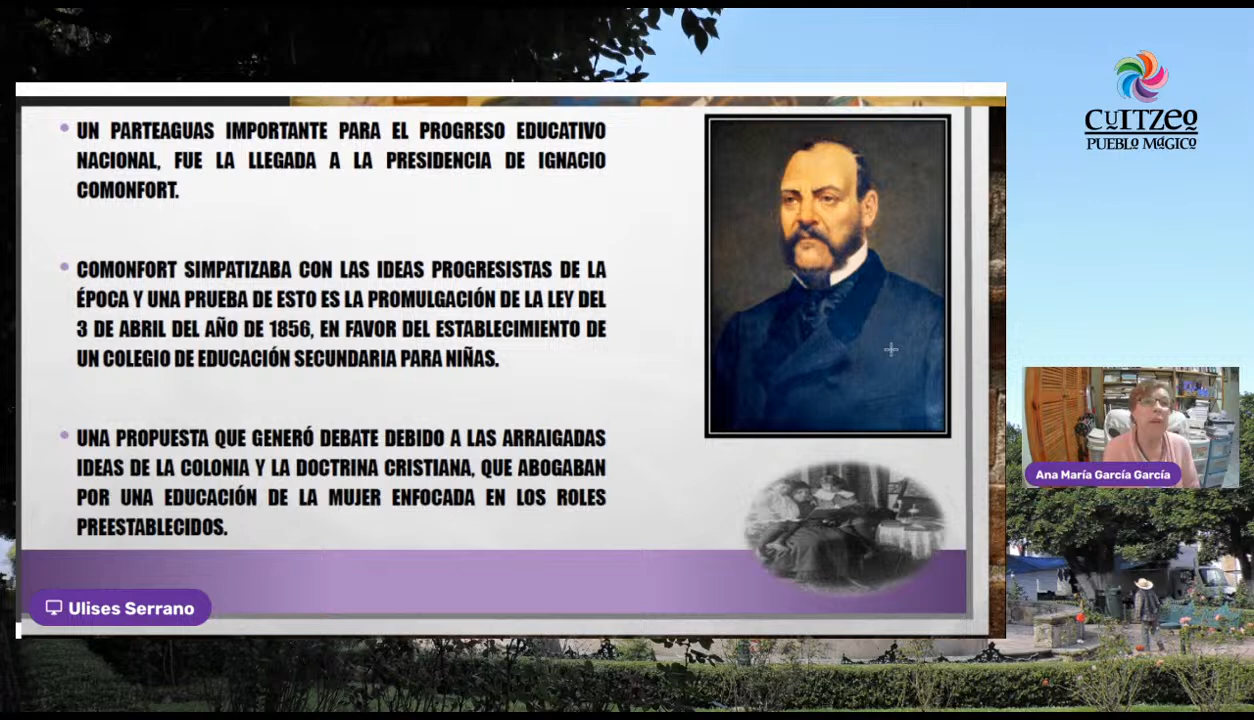 UN PARTEAGUAS IMPORTANTE PARA EL PROGRESO EDUCATIVO
NACIONAL, FUE LA LLEGADA A LA PRESIDENCIA DE IGNACIO
COMONFORT.
COMONFORT SIMPATIZABA CON LAS IDEAS PROGRESISTAS DE LA
ÉPOCA Y UNA PRUEBA DE ESTO ES LA PROMULGACIÓN DE LA LEY DEL
3 DE ABRIL DEL AÑO DE 1856, EN FAVOR DEL ESTABLECIMIENTO DE
UN COLEGIO DE EDUCACIÓN SECUNDARIA PARA NIÑAS.
UNA PROPUESTA QUE GENERÓ DEBATE DEBIDO A LAS ARRAIGADAS
IDEAS DE LA COLONIA Y LA DOCTRINA CRISTIANA, QUE ABOGABAN
POR UNA EDUCACIÓN DE LA MUJER ENFOCADA EN LOS ROLES
PREESTABLECIDOS.
Ulises Serrano
CUITZEO
PUEBLO MáGICO
Ana María García García